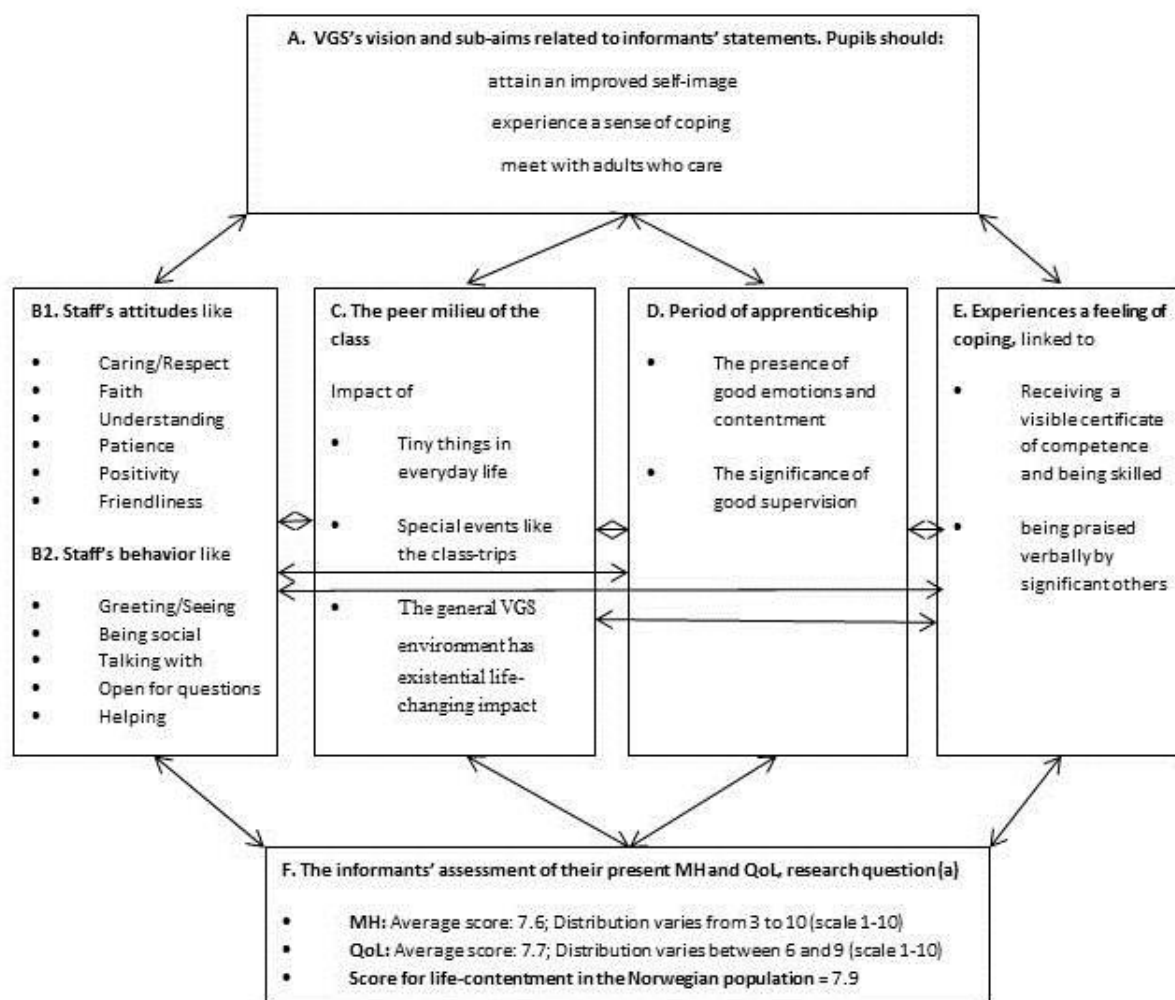 A. VGS's vision and sub-aims related to informants' statements. Pupils should:
attain an improved self-image
experience a sense of coping
meet with adults who care
B1. Staff's attitudes like
• Caring/Respect
• Faith
• Understanding
• Patience
• Positivity
• Friendliness
B2. Staff's behavior like
• Greeting/Seeing
• Being social
• Talking with
• Open for questions
• Helping
C. The peer milieu of the
class
Impact of
• Tiny things in
everyday life
• Special events like
the class-trips
• The general VGS
environment has
existential life-
changing impact
D. Period of apprenticeship
• The presence of
good emotions and
contentment
• The significance of
good supervision
E. Experiences a feeling of
coping, linked to
• Receiving a
visible certificate
of competence
and being skilled
• being praised
verbally by
significant others
F. The informants' assessment of their present MH and QoL, research question (a)
• MH: Average score: 7.6; Distribution varies from 3 to 10 (scale 1-10)
• QoL: Average score: 7.7; Distribution varies between 6 and 9 (scale 1-10)
• Score for life-contentment in the Norwegian population = 7.9